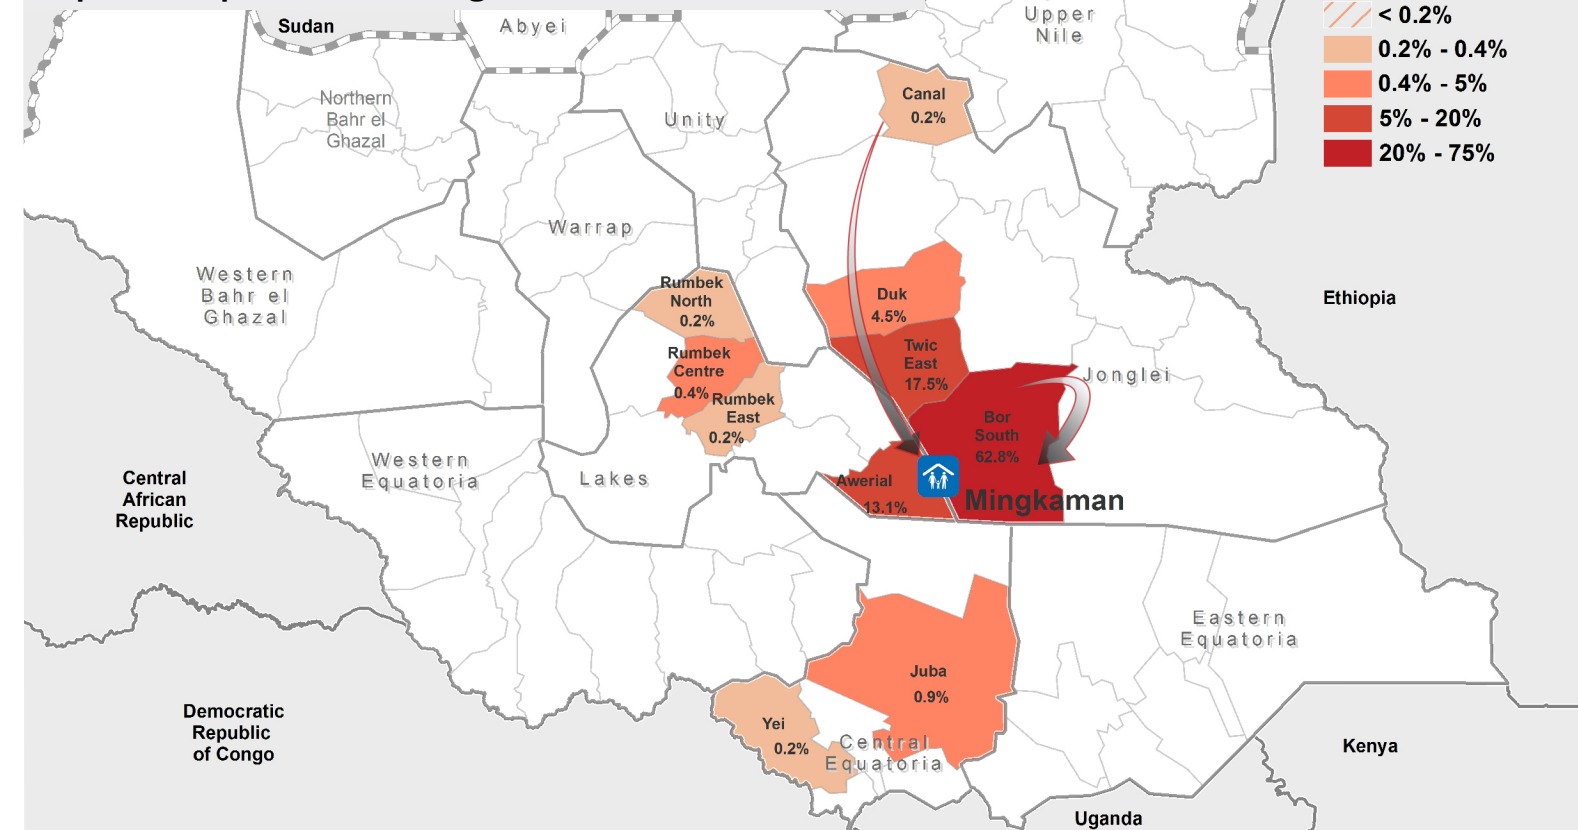 Sudan
Abyei
Upper
Nile
< 0.2%
0.2% - 0.4%
0.4% - 5%
5% - 20%
20% - 75%
Northern
Bahr el
Ghazal
Unity
Canal
0.2%
Warrap
Western
Bahr el
Ghazal
Rumbek
North
0.2%
Duk
4.5%
Ethiopia
Rumbek
Centre
0.4%
Twic
East
17.5%
Jonglei
Rumbek
East
0.2%
Bor
South
62.8%
Western
Equatoria
Lakes
Awerial
13.1%
Mingkaman
Central
African
Republic
Eastern
Equatoria
Juba
0.9%
Democratic
Republic
of Congo
Yei
0.2%
Central
Equatoria
Kenya
Uganda